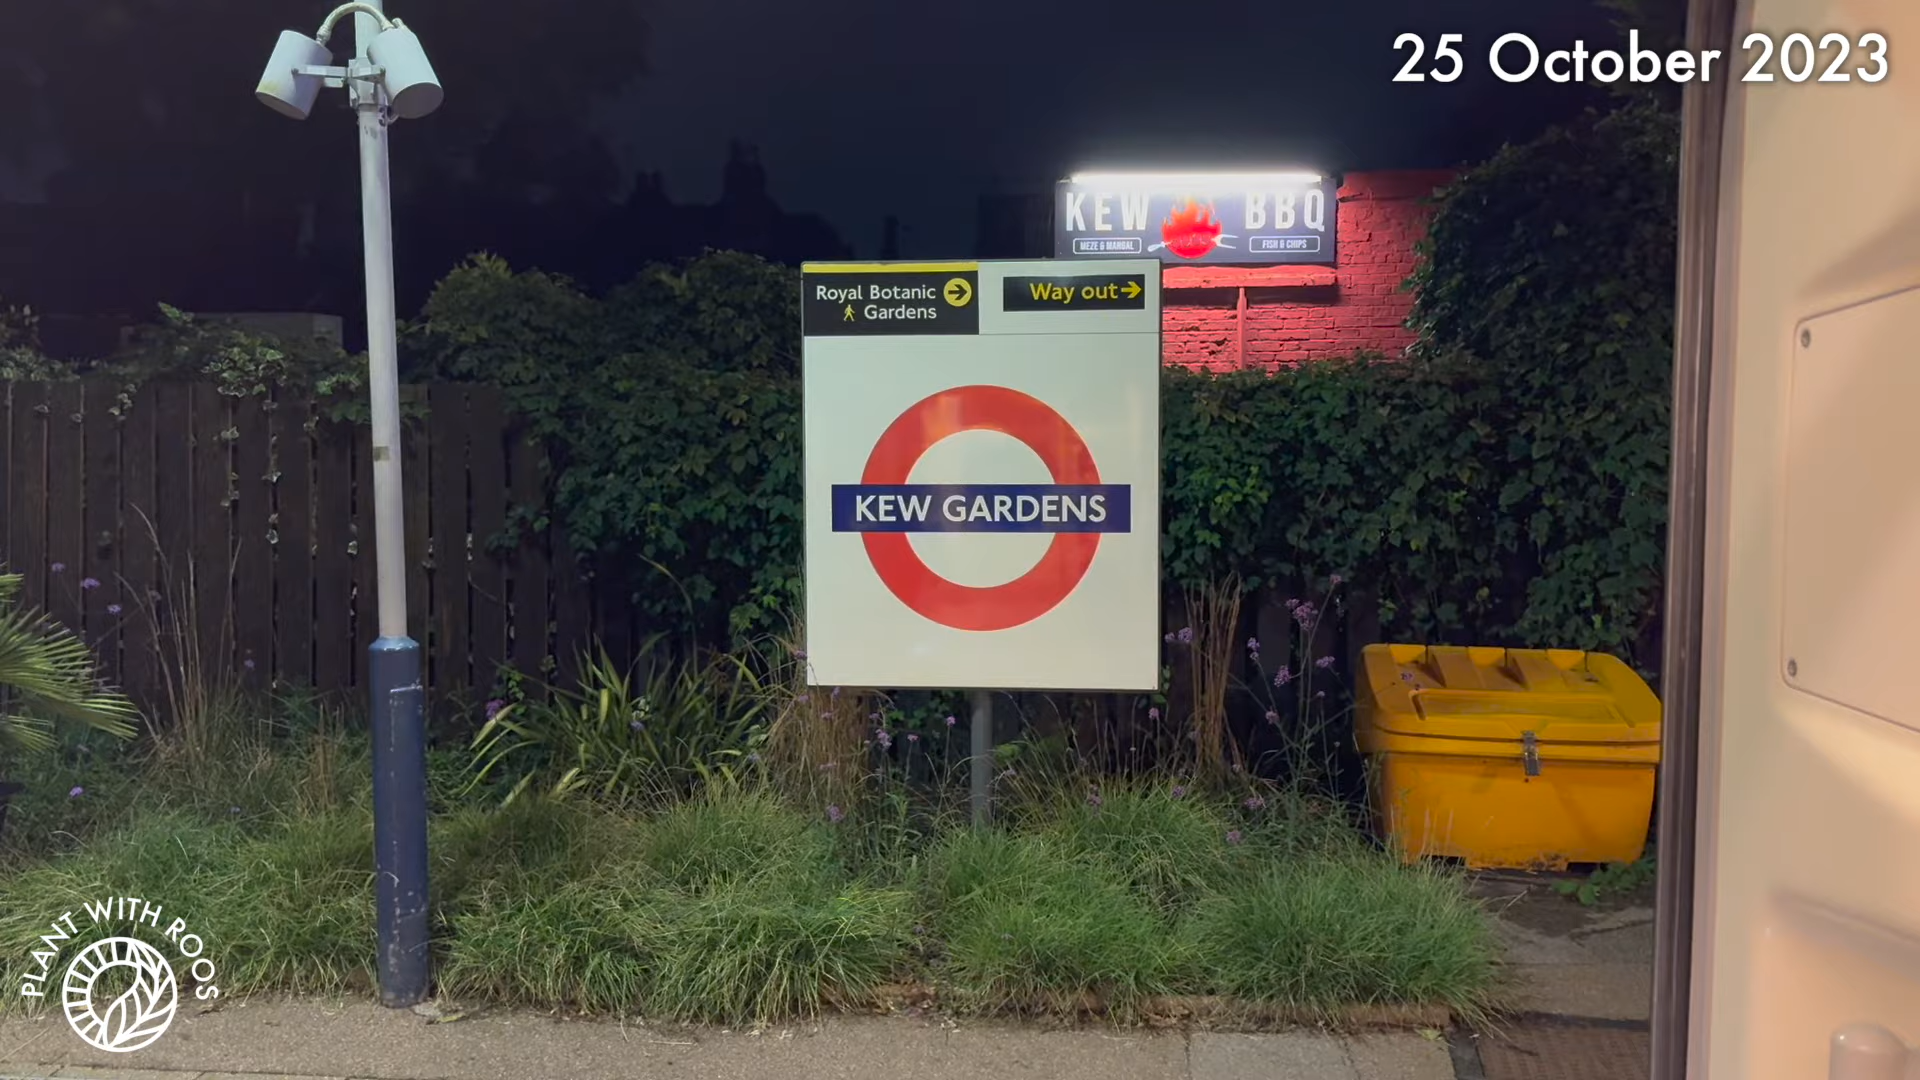 25 October 2023
KEW BBQ
MEZE & MANGAL FISH & CHIPS
Royal Botanic
Gardens
Way out
KEW GARDENS
PLANT WITH ROOS